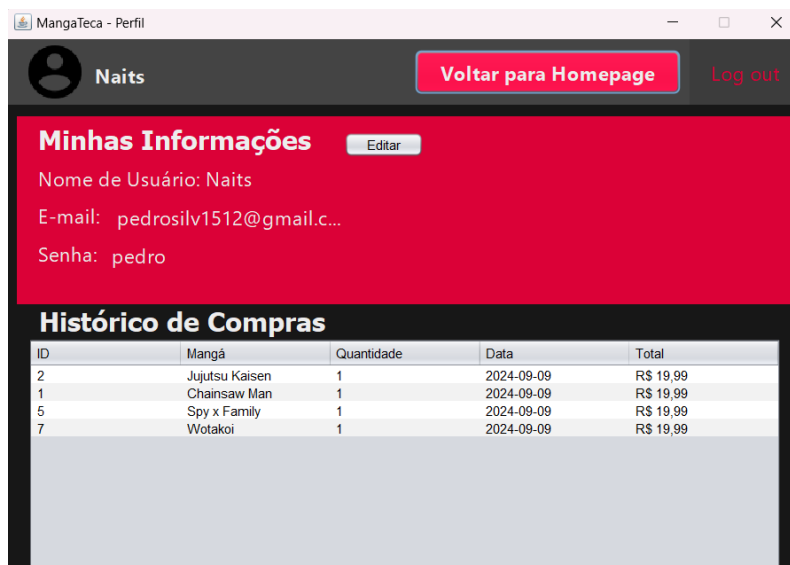 MangaTeca - Perfil
Naits
Voltar para Homepage
Log out
Minhas Informações
Editar
Nome de Usuário: Naits
E-mail: pedrosilv1512@gmail.c...
Senha: pedro
Histórico de Compras
ID Mangá Quantidade Data Total
2 Jujutsu Kaisen 1 2024-09-09 R$ 19,99
1 Chainsaw Man 1 2024-09-09 R$ 19,99
5 Spy x Family 1 2024-09-09 R$ 19,99
7 Wotakoi 1 2024-09-09 R$ 19,99